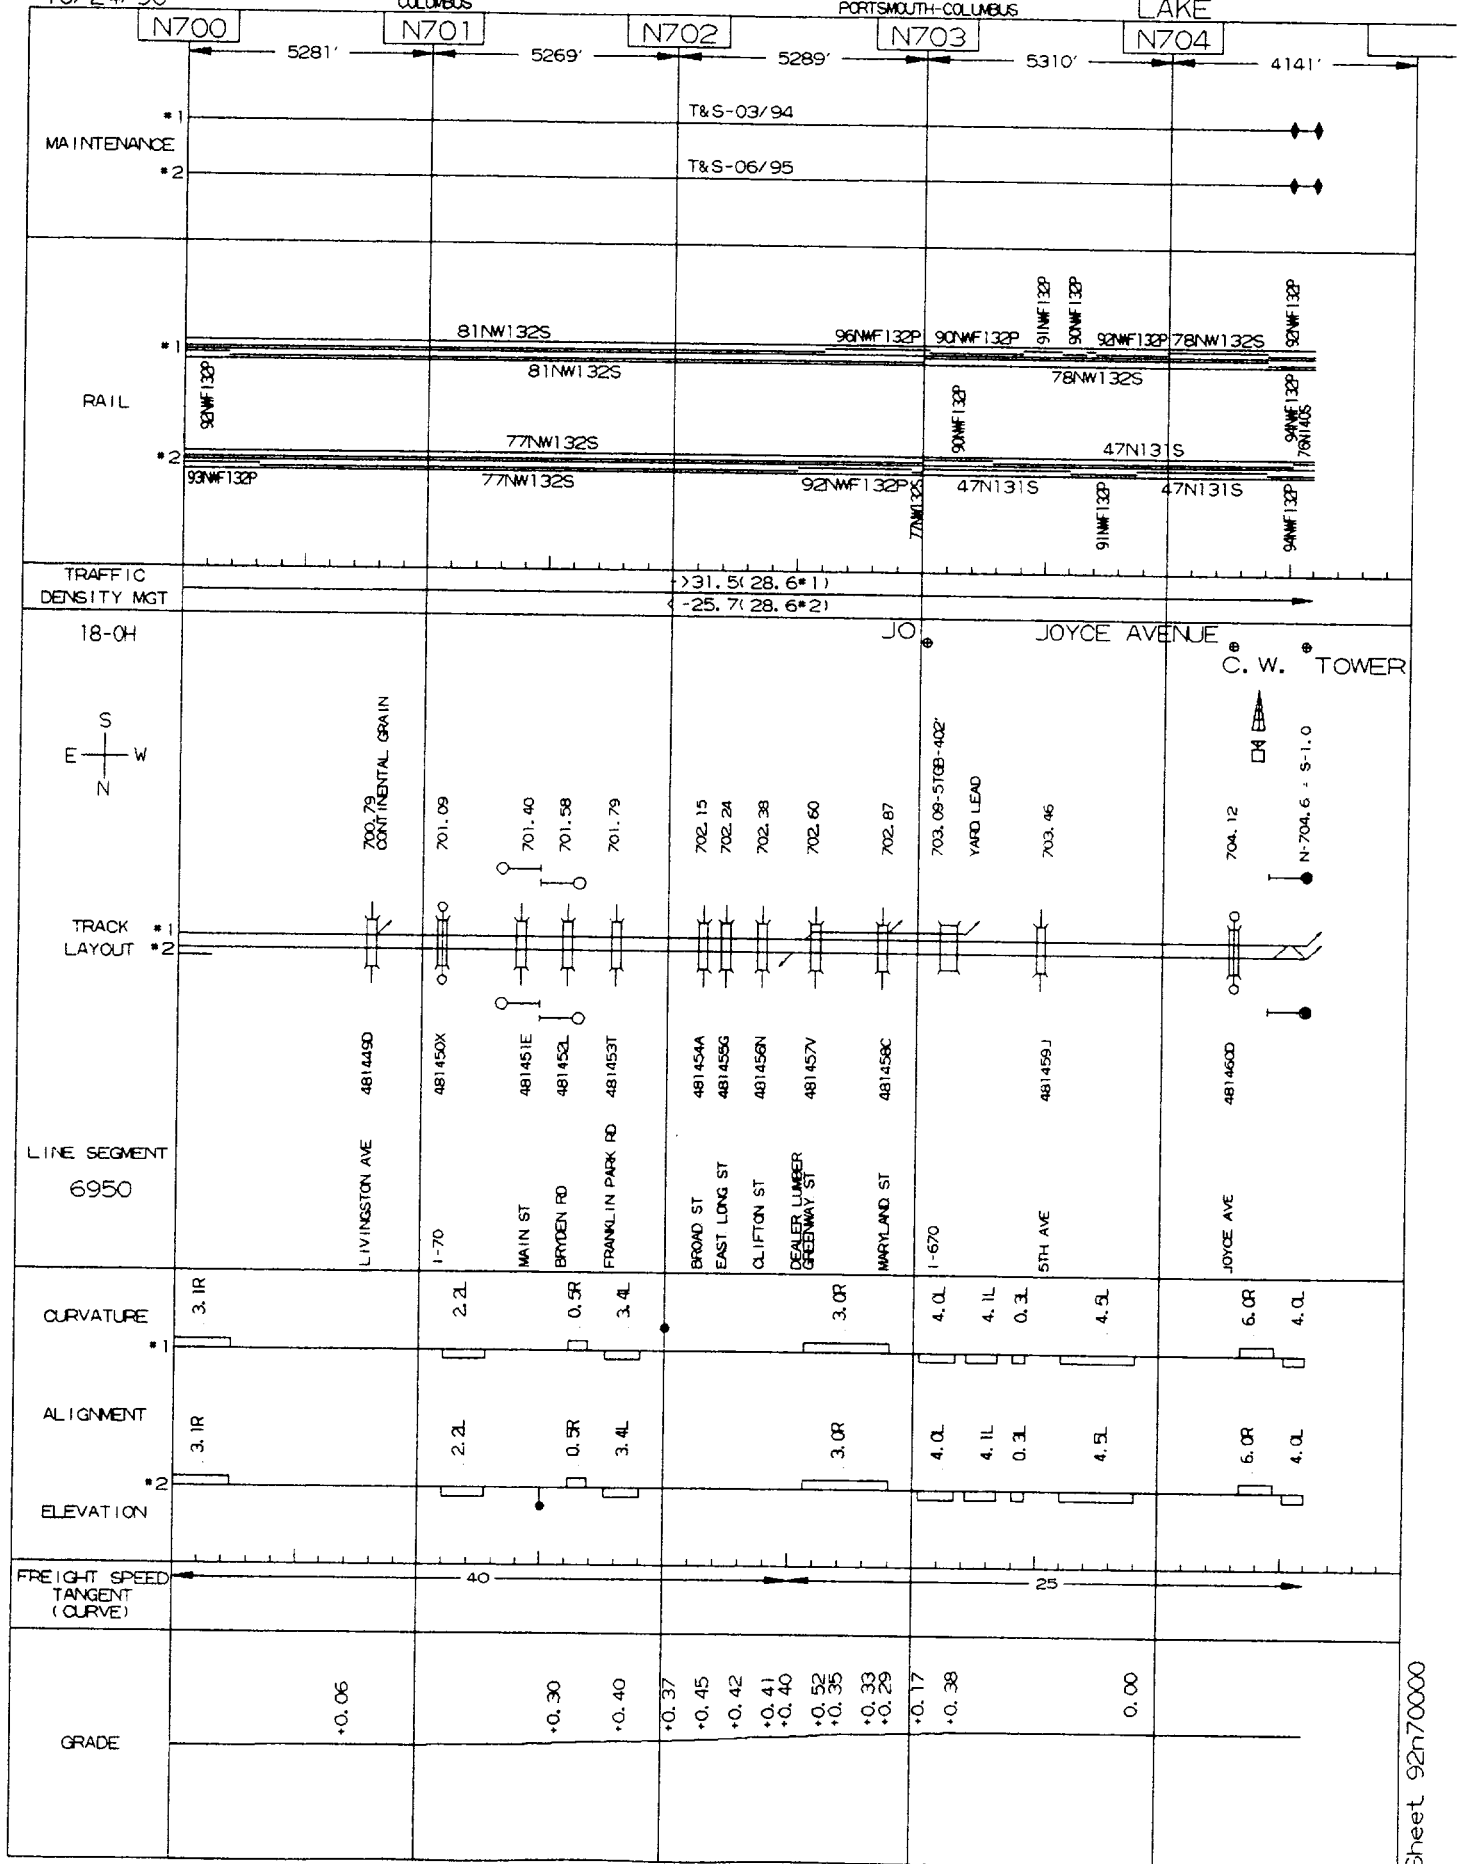 COLUMBUS
PORTSMOUTH-COLUMBUS
LAKE
N700
N701
N702
N703
N704
5281'
5269'
5289'
5310'
4141'
MAINTENANCE
#1
T&S-03/94
#2
T&S-06/95
RAIL
#1
81NW132S
96NWF132P
90NWF132P
91NWF132P
90NWF132P
92NWF132P
78NW132S
92NWF132P
81NW132S
78NW132S
92NWF132P
90NWF132P
94NWF132P
76N140S
#2
77NW132S
47N131S
93NWF132P
77NW132S
92NWF132P
77NW132S
47N131S
91NWF132P
47N131S
94NWF132P
TRAFFIC
DENSITY MGT
->31.5(28.6#1)
<-25.7(28.6#2)
18-OH
JO
JOYCE AVENUE
C. W. TOWER
S
E W
N
700.79
CONTINENTAL GRAIN
701.09
701.40
701.58
701.79
702.15
702.24
702.38
702.60
702.87
703.09-5TGB-402'
YARD LEAD
703.46
704.12
N-704.6 = S-1.0
TRACK #1
LAYOUT #2
481449D
481450X
481451E
481452L
481453T
481454A
481455G
481456N
481457V
481458C
481459J
481460D
LINE SEGMENT
6950
LIVINGSTON AVE
I-70
MAIN ST
BRYDEN RD
FRANKLIN PARK RD
BROAD ST
EAST LONG ST
CLIFTON ST
DEALER LUMBER
GREENWAY ST
MARYLAND ST
I-670
5TH AVE
JOYCE AVE
CURVATURE
#1
3.1R
2.2L
0.5R
3.4L
3.0R
4.0L
4.1L
0.3L
4.5L
6.0R
4.0L
ALIGNMENT
#2
3.1R
2.2L
0.5R
3.4L
3.0R
4.0L
4.1L
0.3L
4.5L
6.0R
4.0L
ELEVATION
FREIGHT SPEED
TANGENT
(CURVE)
40
25
GRADE
+0.06
+0.30
+0.40
+0.37
+0.45
+0.42
+0.41
+0.40
+0.52
+0.35
+0.33
+0.29
+0.17
+0.38
0.00
Sheet 92n70000